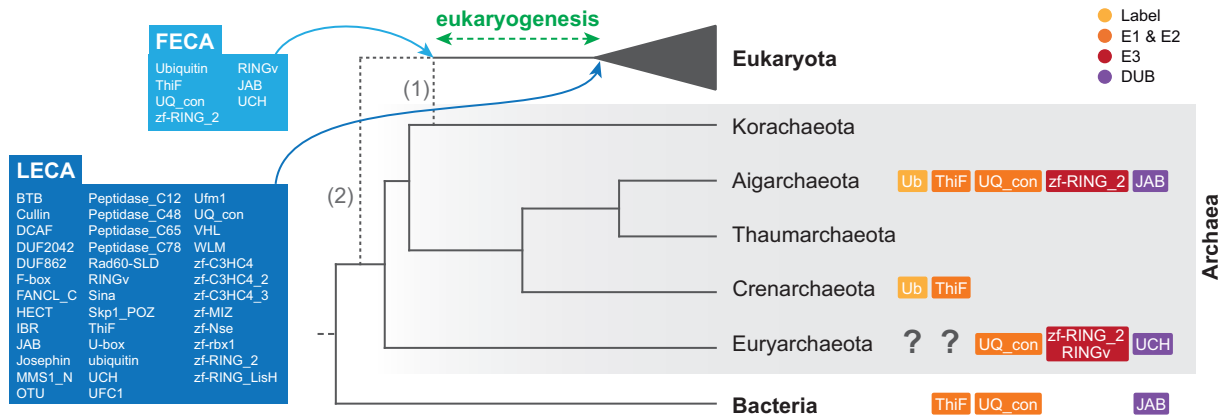 eukaryogenesis
FECA
Ubiquitin RINGv
ThiF JAB
UQ_con UCH
zf-RING_2
Label
E1 & E2
E3
DUB
Eukaryota
(1)
(2)
LECA
BTB Peptidase_C12 Ufm1
Cullin Peptidase_C48 UQ_con
DCAF Peptidase_C65 VHL
DUF2042 Peptidase_C78 WLM
DUF862 Rad60-SLD zf-C3HC4
F-box RINGv zf-C3HC4_2
FANCL_C Sina zf-C3HC4_3
HECT Skp1_POZ zf-MIZ
IBR ThiF zf-Nse
JAB U-box zf-rbx1
Josephin ubiquitin zf-RING_2
MMS1_N UCH zf-RING_LisH
OTU UFC1
Korachaeota
Aigarchaeota Ub ThiF UQ_con zf-RING_2 JAB
Thaumarchaeota
Crenarchaeota Ub ThiF
Euryarchaeota ? ? UQ_con zf-RING_2 UCH
RINGv
Archaea
Bacteria ThiF UQ_con JAB